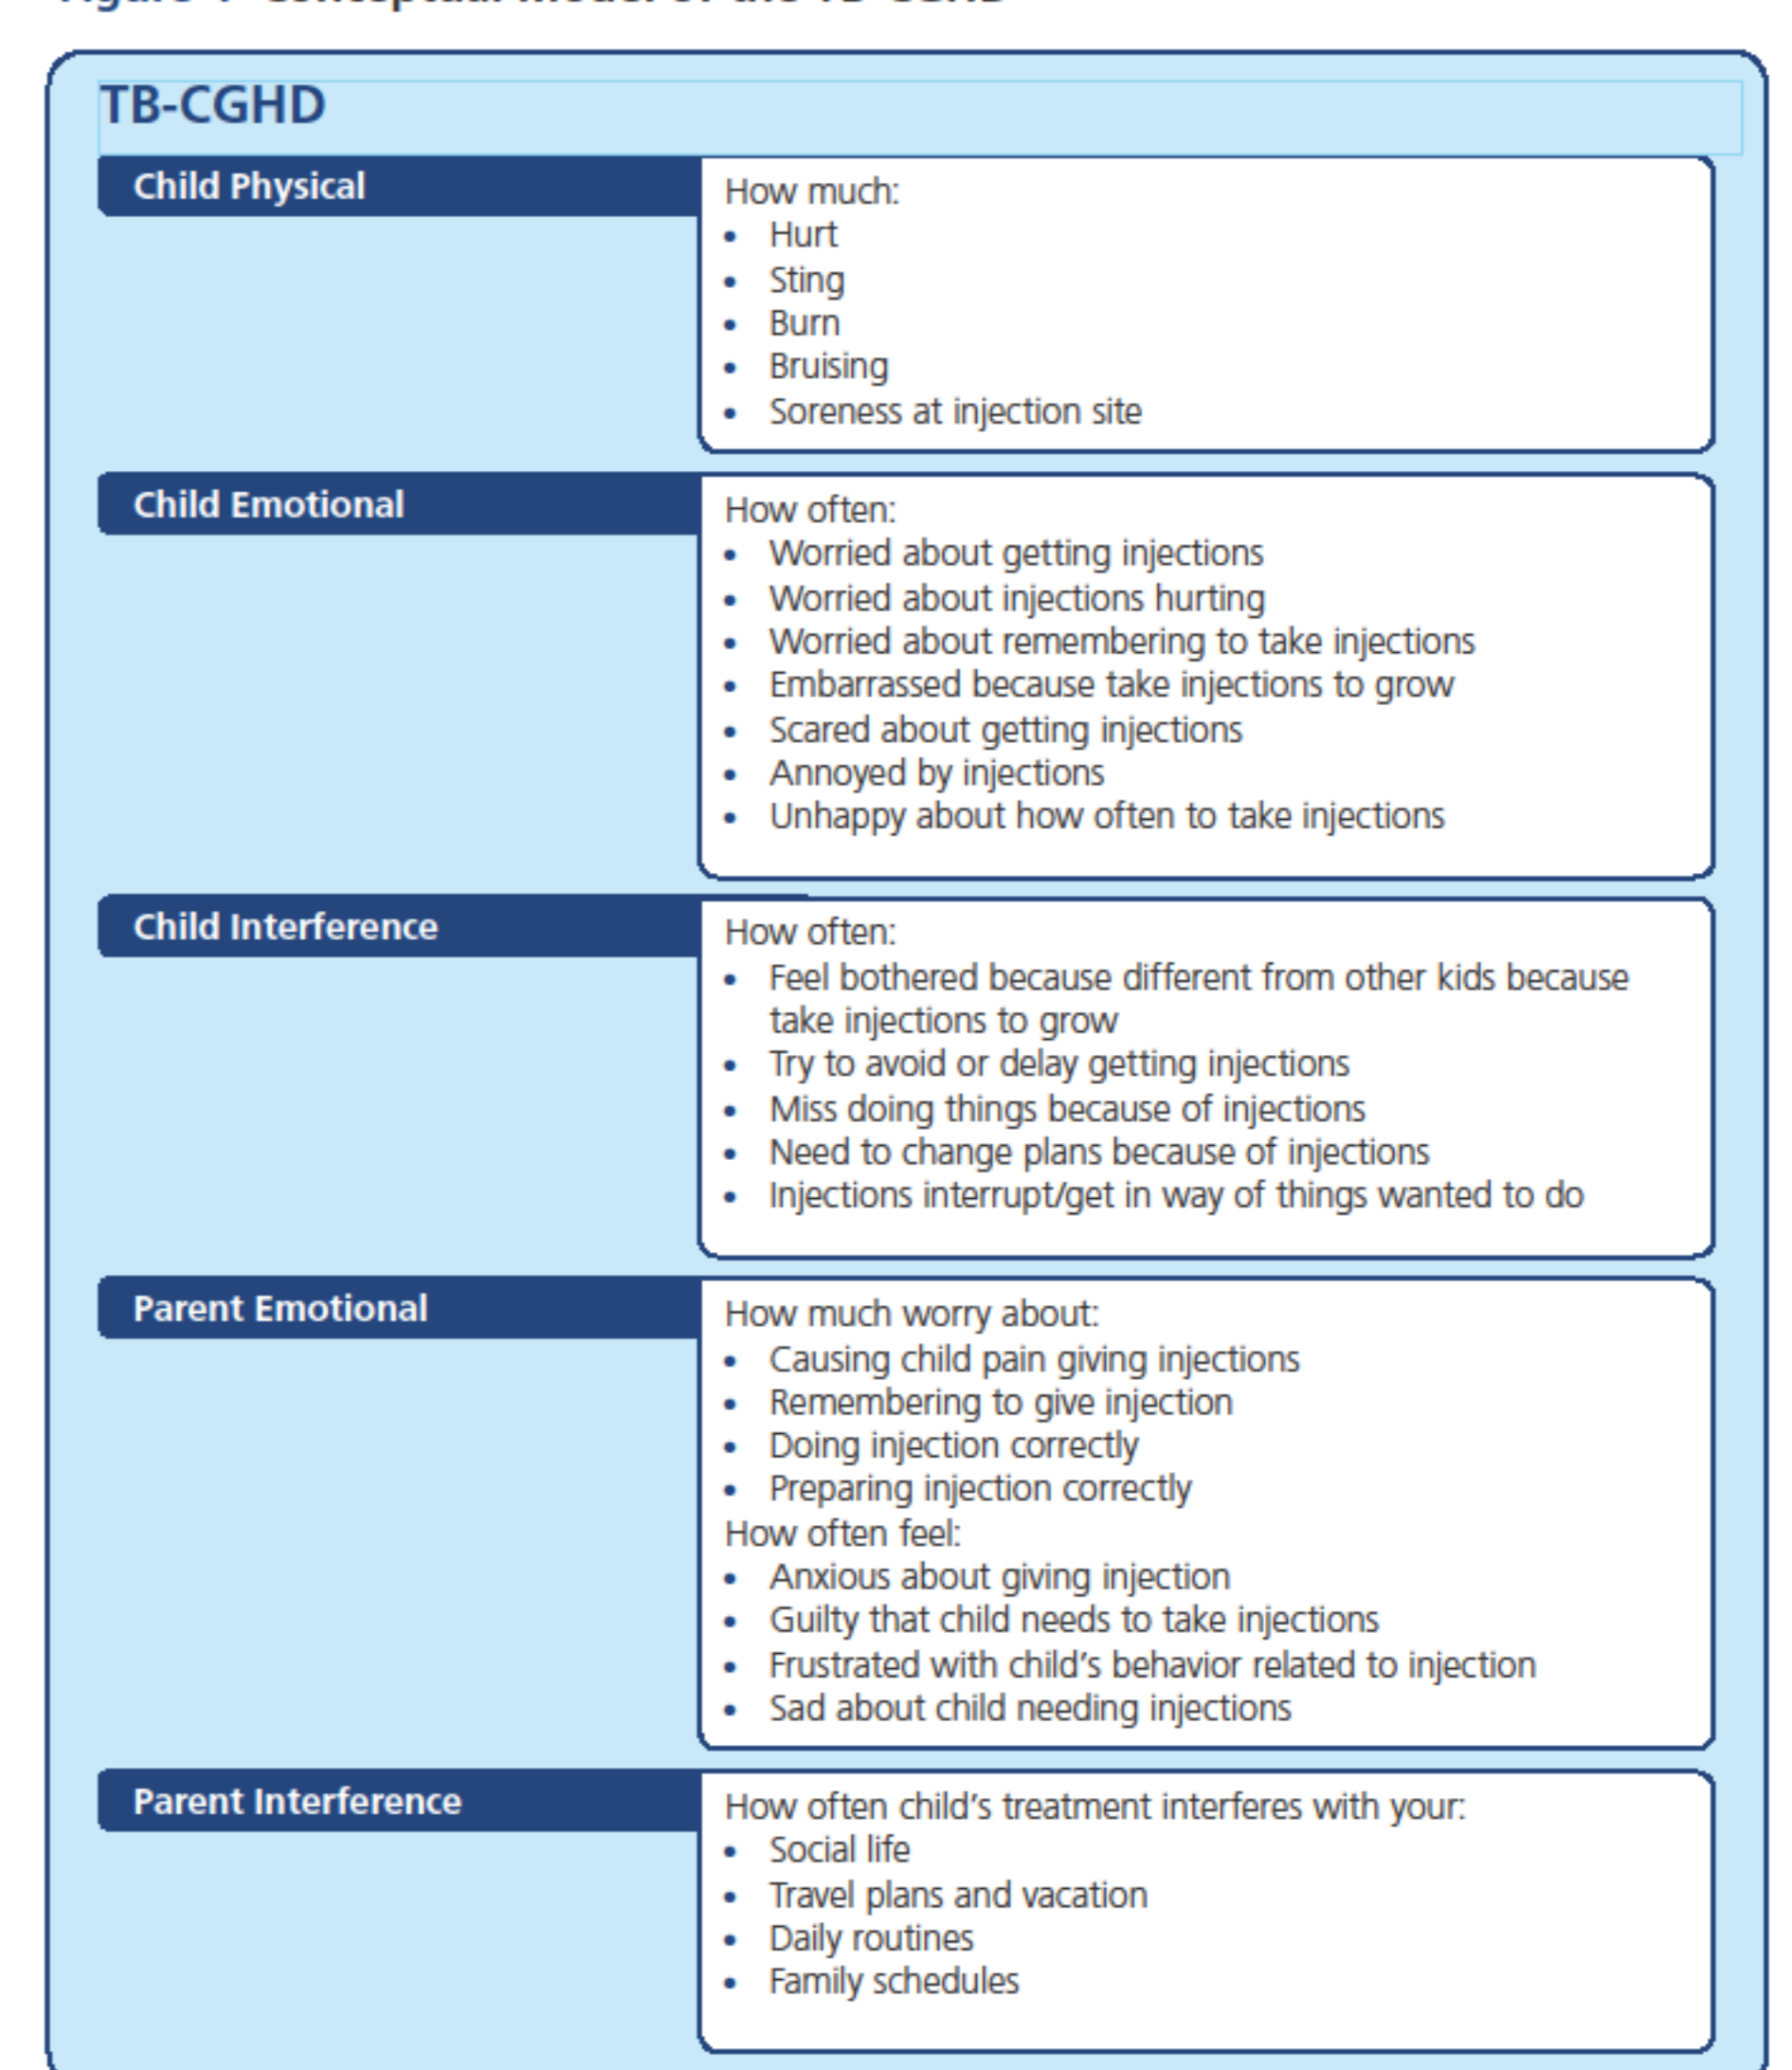 TB-CGHD
Child Physical
How much:
• Hurt
• Sting
• Burn
• Bruising
• Soreness at injection site
Child Emotional
How often:
• Worried about getting injections
• Worried about injections hurting
• Worried about remembering to take injections
• Embarrassed because take injections to grow
• Scared about getting injections
• Annoyed by injections
• Unhappy about how often to take injections
Child Interference
How often:
• Feel bothered because different from other kids because
take injections to grow
• Try to avoid or delay getting injections
• Miss doing things because of injections
• Need to change plans because of injections
• Injections interrupt/get in way of things wanted to do
Parent Emotional
How much worry about:
• Causing child pain giving injections
• Remembering to give injection
• Doing injection correctly
• Preparing injection correctly
How often feel:
• Anxious about giving injection
• Guilty that child needs to take injections
• Frustrated with child’s behavior related to injection
• Sad about child needing injections
Parent Interference
How often child’s treatment interferes with your:
• Social life
• Travel plans and vacation
• Daily routines
• Family schedules